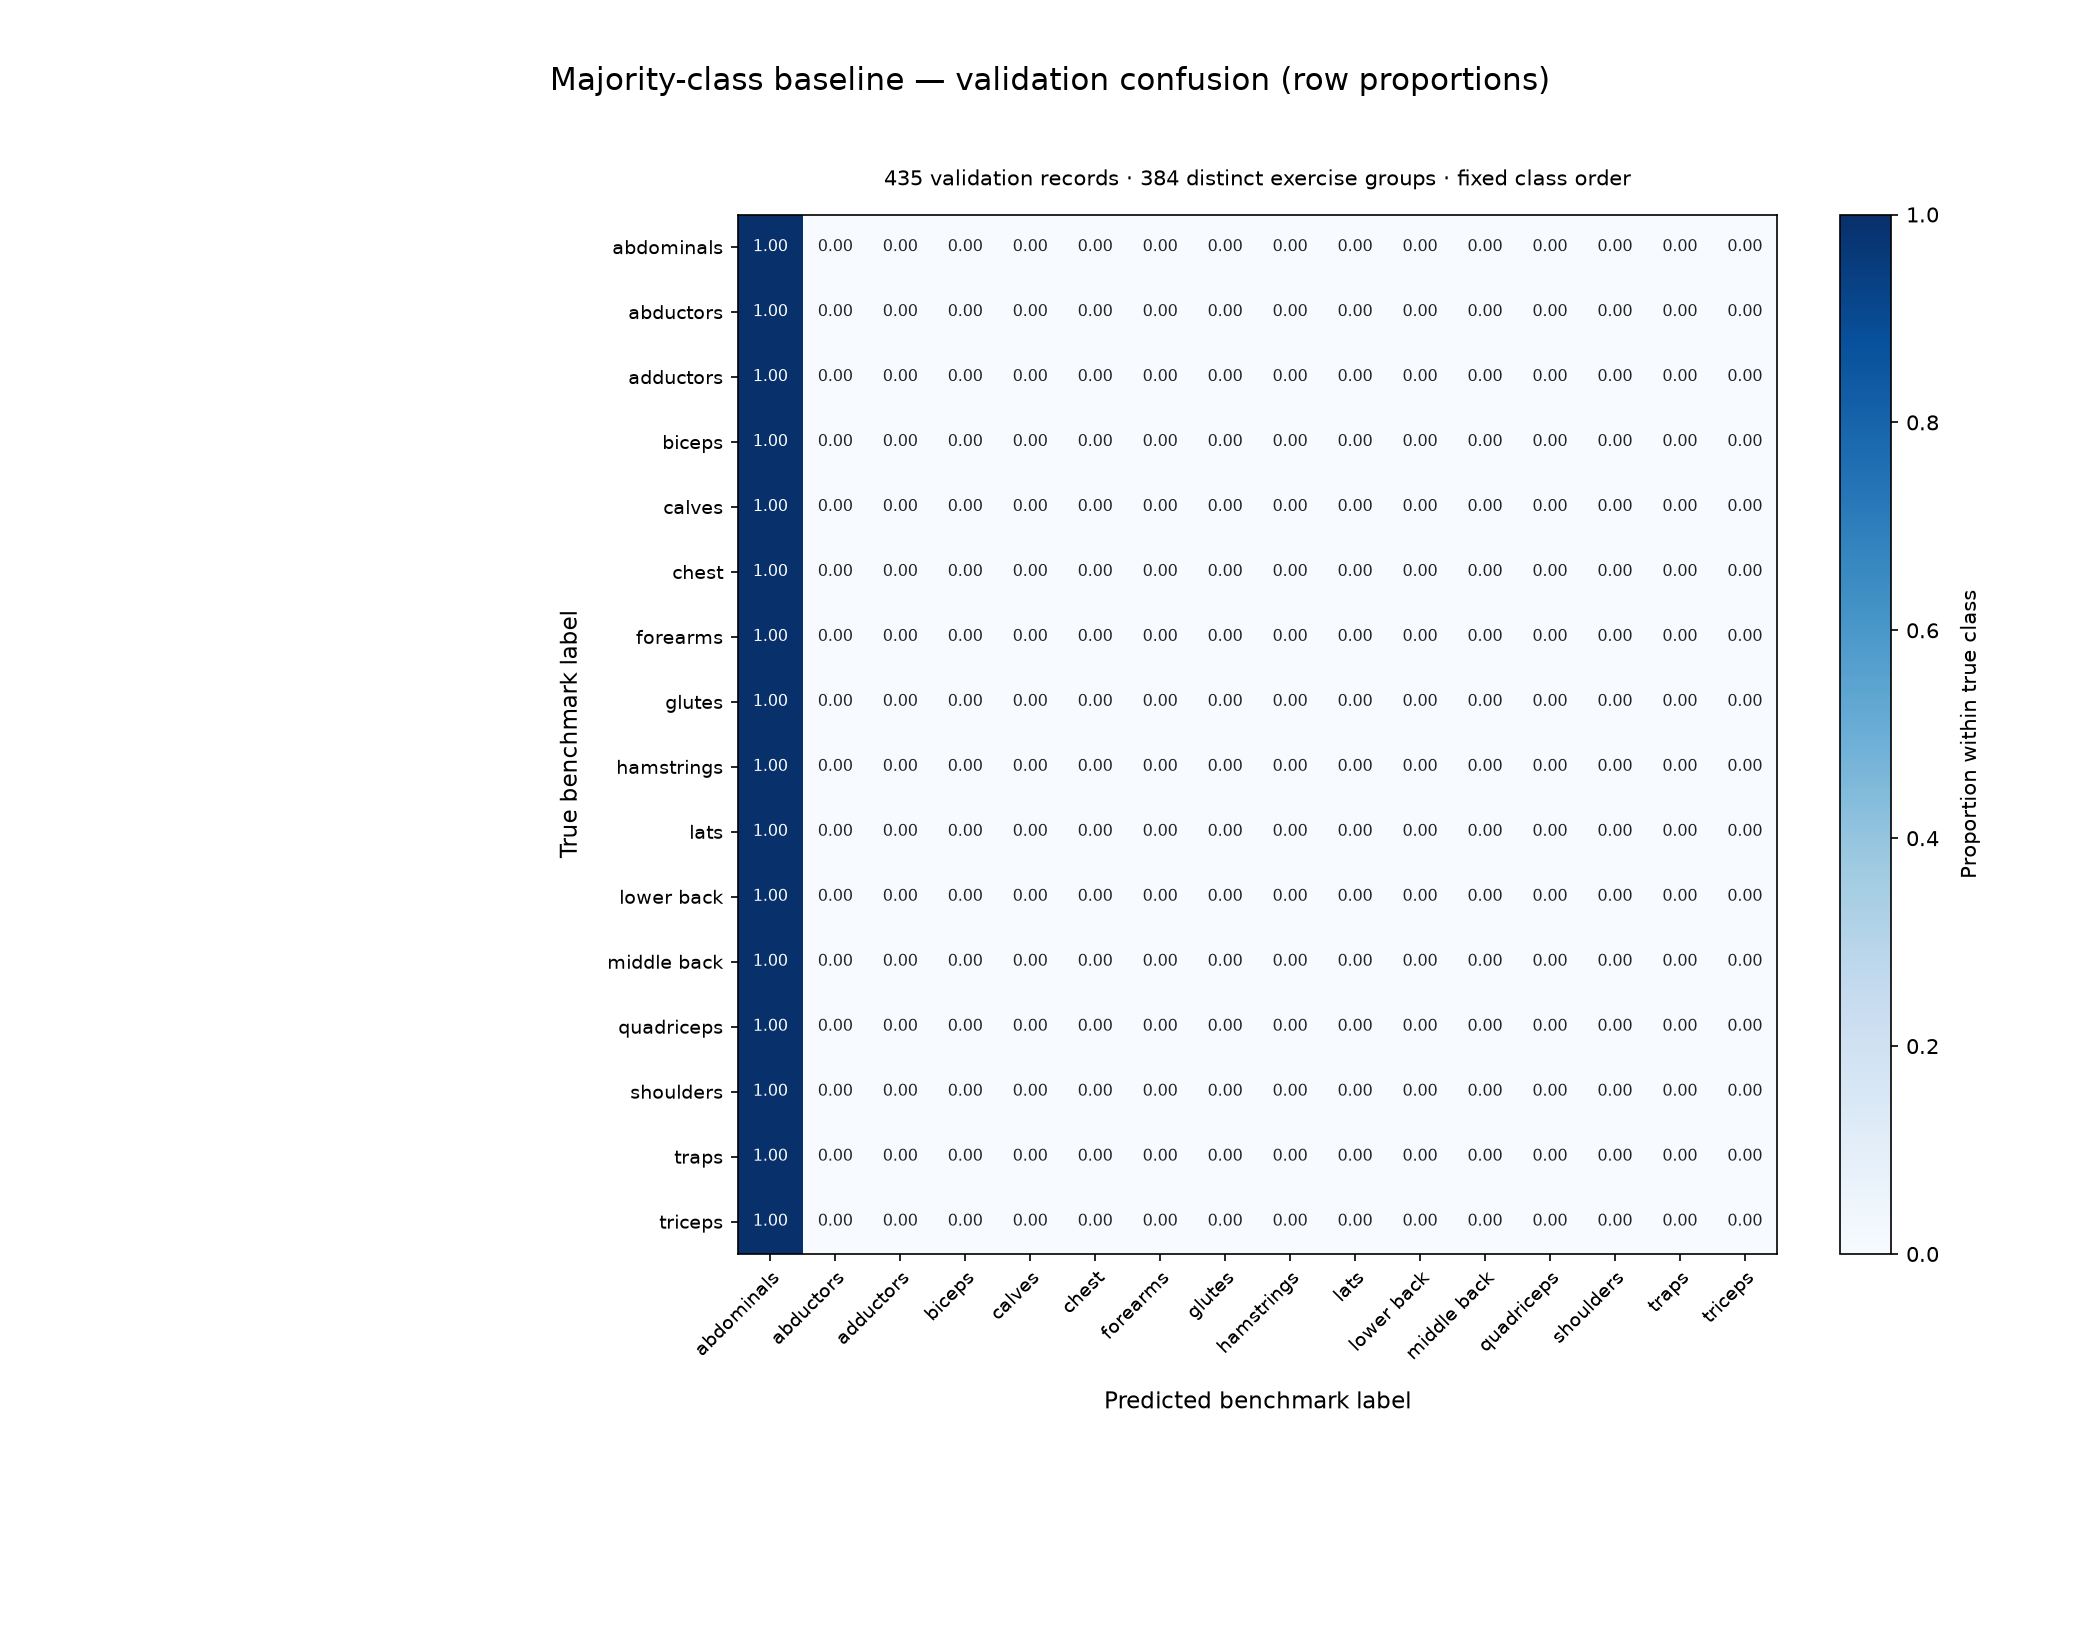 Majority-class baseline — validation confusion (row proportions)
435 validation records · 384 distinct exercise groups · fixed class order
True benchmark label
abdominals 1.00 0.00 0.00 0.00 0.00 0.00 0.00 0.00 0.00 0.00 0.00 0.00 0.00 0.00 0.00 0.00
abductors 1.00 0.00 0.00 0.00 0.00 0.00 0.00 0.00 0.00 0.00 0.00 0.00 0.00 0.00 0.00 0.00
adductors 1.00 0.00 0.00 0.00 0.00 0.00 0.00 0.00 0.00 0.00 0.00 0.00 0.00 0.00 0.00 0.00
biceps 1.00 0.00 0.00 0.00 0.00 0.00 0.00 0.00 0.00 0.00 0.00 0.00 0.00 0.00 0.00 0.00
calves 1.00 0.00 0.00 0.00 0.00 0.00 0.00 0.00 0.00 0.00 0.00 0.00 0.00 0.00 0.00 0.00
chest 1.00 0.00 0.00 0.00 0.00 0.00 0.00 0.00 0.00 0.00 0.00 0.00 0.00 0.00 0.00 0.00
forearms 1.00 0.00 0.00 0.00 0.00 0.00 0.00 0.00 0.00 0.00 0.00 0.00 0.00 0.00 0.00 0.00
glutes 1.00 0.00 0.00 0.00 0.00 0.00 0.00 0.00 0.00 0.00 0.00 0.00 0.00 0.00 0.00 0.00
hamstrings 1.00 0.00 0.00 0.00 0.00 0.00 0.00 0.00 0.00 0.00 0.00 0.00 0.00 0.00 0.00 0.00
lats 1.00 0.00 0.00 0.00 0.00 0.00 0.00 0.00 0.00 0.00 0.00 0.00 0.00 0.00 0.00 0.00
lower back 1.00 0.00 0.00 0.00 0.00 0.00 0.00 0.00 0.00 0.00 0.00 0.00 0.00 0.00 0.00 0.00
middle back 1.00 0.00 0.00 0.00 0.00 0.00 0.00 0.00 0.00 0.00 0.00 0.00 0.00 0.00 0.00 0.00
quadriceps 1.00 0.00 0.00 0.00 0.00 0.00 0.00 0.00 0.00 0.00 0.00 0.00 0.00 0.00 0.00 0.00
shoulders 1.00 0.00 0.00 0.00 0.00 0.00 0.00 0.00 0.00 0.00 0.00 0.00 0.00 0.00 0.00 0.00
traps 1.00 0.00 0.00 0.00 0.00 0.00 0.00 0.00 0.00 0.00 0.00 0.00 0.00 0.00 0.00 0.00
triceps 1.00 0.00 0.00 0.00 0.00 0.00 0.00 0.00 0.00 0.00 0.00 0.00 0.00 0.00 0.00 0.00
abdominals abductors adductors biceps calves chest forearms glutes hamstrings lats lower back middle back quadriceps shoulders traps triceps
Predicted benchmark label
1.0
0.8
0.6
0.4
0.2
0.0
Proportion within true class